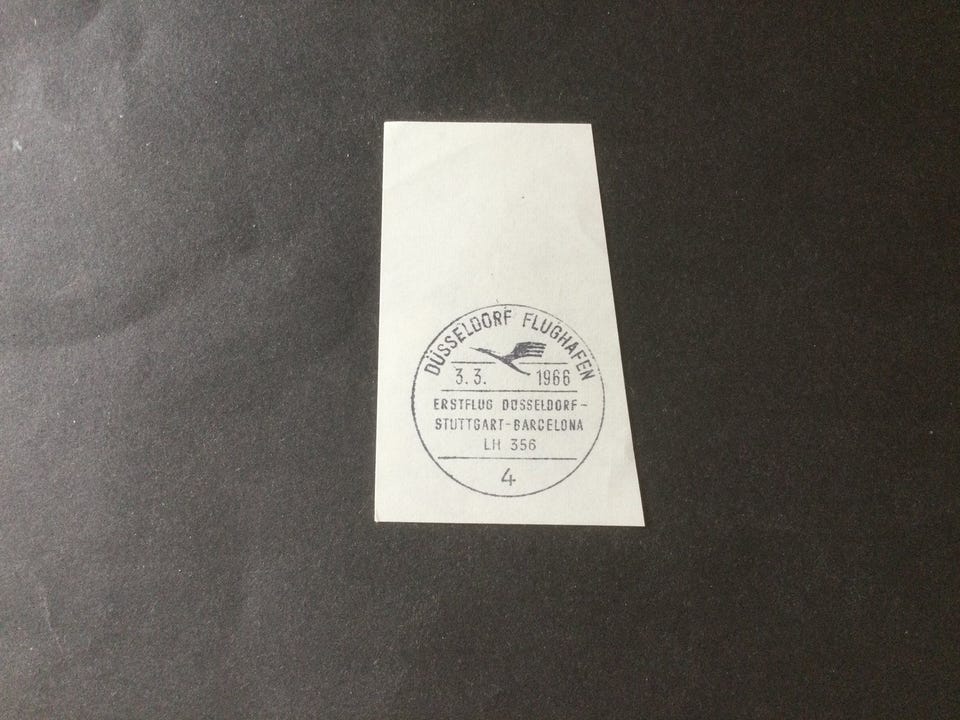 DÜSSELDORF FLUGHAFEN
3. 3. 1966
ERSTFLUG DÜSSELDORF-
STUTTGART-BARCELONA
LH 356
4